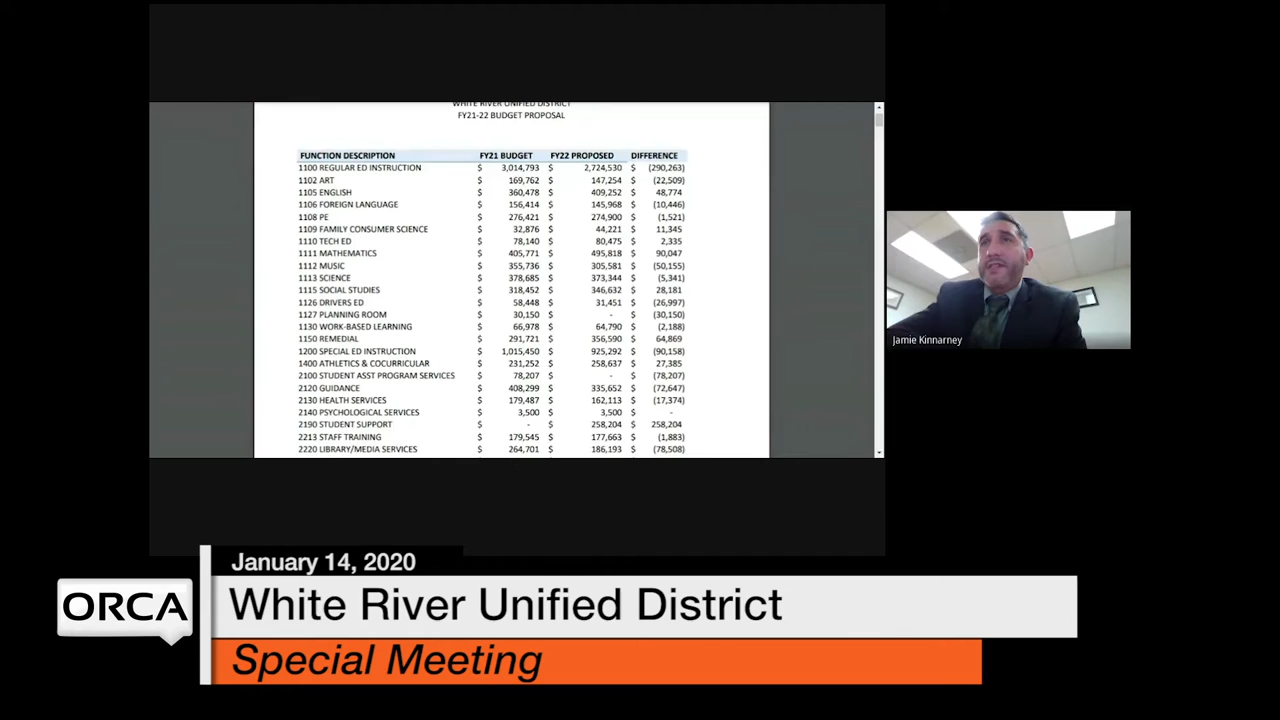 WHITE RIVER UNIFIED DISTRICT
FY21-22 BUDGET PROPOSAL
FUNCTION DESCRIPTION FY21 BUDGET FY22 PROPOSED DIFFERENCE
1100 REGULAR ED INSTRUCTION $ 3,014,793 $ 2,724,530 $ (290,263)
1102 ART $ 169,762 $ 147,254 $ (22,509)
1105 ENGLISH $ 360,478 $ 409,252 $ 48,774
1106 FOREIGN LANGUAGE $ 156,414 $ 145,968 $ (10,446)
1108 PE $ 276,421 $ 274,900 $ (1,521)
1109 FAMILY CONSUMER SCIENCE $ 32,876 $ 44,221 $ 11,345
1110 TECH ED $ 78,140 $ 80,475 $ 2,335
1111 MATHEMATICS $ 405,771 $ 495,818 $ 90,047
1112 MUSIC $ 355,736 $ 305,581 $ (50,155)
1113 SCIENCE $ 378,685 $ 373,344 $ (5,341)
1115 SOCIAL STUDIES $ 318,452 $ 346,632 $ 28,181
1126 DRIVERS ED $ 58,448 $ 31,451 $ (26,997)
1127 PLANNING ROOM $ 30,150 $ - $ (30,150)
1130 WORK-BASED LEARNING $ 66,978 $ 64,790 $ (2,188)
1150 REMEDIAL $ 291,721 $ 356,590 $ 64,869
1200 SPECIAL ED INSTRUCTION $ 1,015,450 $ 925,292 $ (90,158)
1400 ATHLETICS & COCURRICULAR $ 231,252 $ 258,637 $ 27,385
2100 STUDENT ASST PROGRAM SERVICES $ 78,207 $ - $ (78,207)
2120 GUIDANCE $ 408,299 $ 335,652 $ (72,647)
2130 HEALTH SERVICES $ 179,487 $ 162,113 $ (17,374)
2140 PSYCHOLOGICAL SERVICES $ 3,500 $ 3,500 $ -
2190 STUDENT SUPPORT $ - $ 258,204 $ 258,204
2213 STAFF TRAINING $ 179,545 $ 177,663 $ (1,883)
2220 LIBRARY/MEDIA SERVICES $ 264,701 $ 186,193 $ (78,508)
Jamie Kinnarney
January 14, 2020
ORCA
White River Unified District
Special Meeting